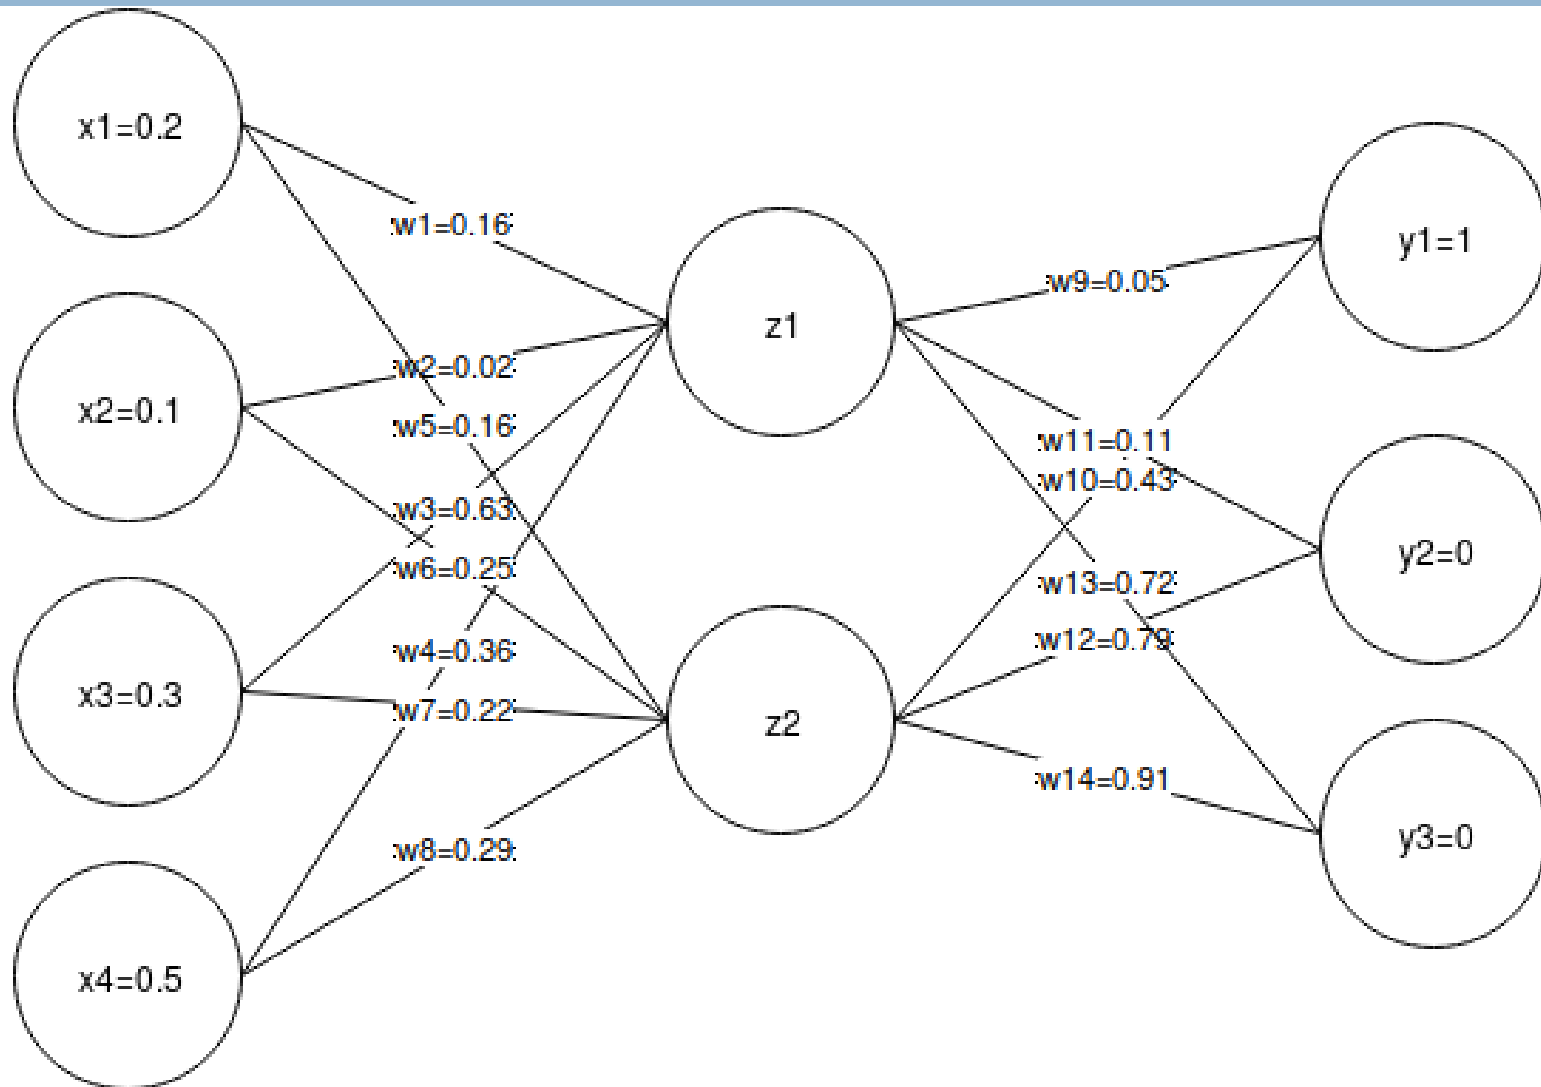 x1=0.2
x2=0.1
x3=0.3
x4=0.5
w1=0.16
w2=0.02
w5=0.16
w3=0.63
w6=0.25
w4=0.36
w7=0.22
w8=0.29
z1
z2
w9=0.05
w11=0.11
w10=0.43
w13=0.72
w12=0.79
w14=0.91
y1=1
y2=0
y3=0